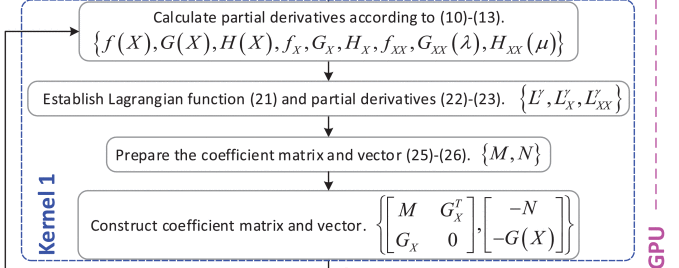 Calculate partial derivatives according to (10)-(13).
{f(X), G(X), H(X), f_X, G_X, H_X, f_XX, G_XX(λ), H_XX(μ)}
Establish Lagrangian function (21) and partial derivatives (22)-(23). {L^γ, L^γ_X, L^γ_XX}
Prepare the coefficient matrix and vector (25)-(26). {M, N}
Construct coefficient matrix and vector. {[M G_X^T; G_X 0], [-N; -G(X)]}
Kernel 1
GPU